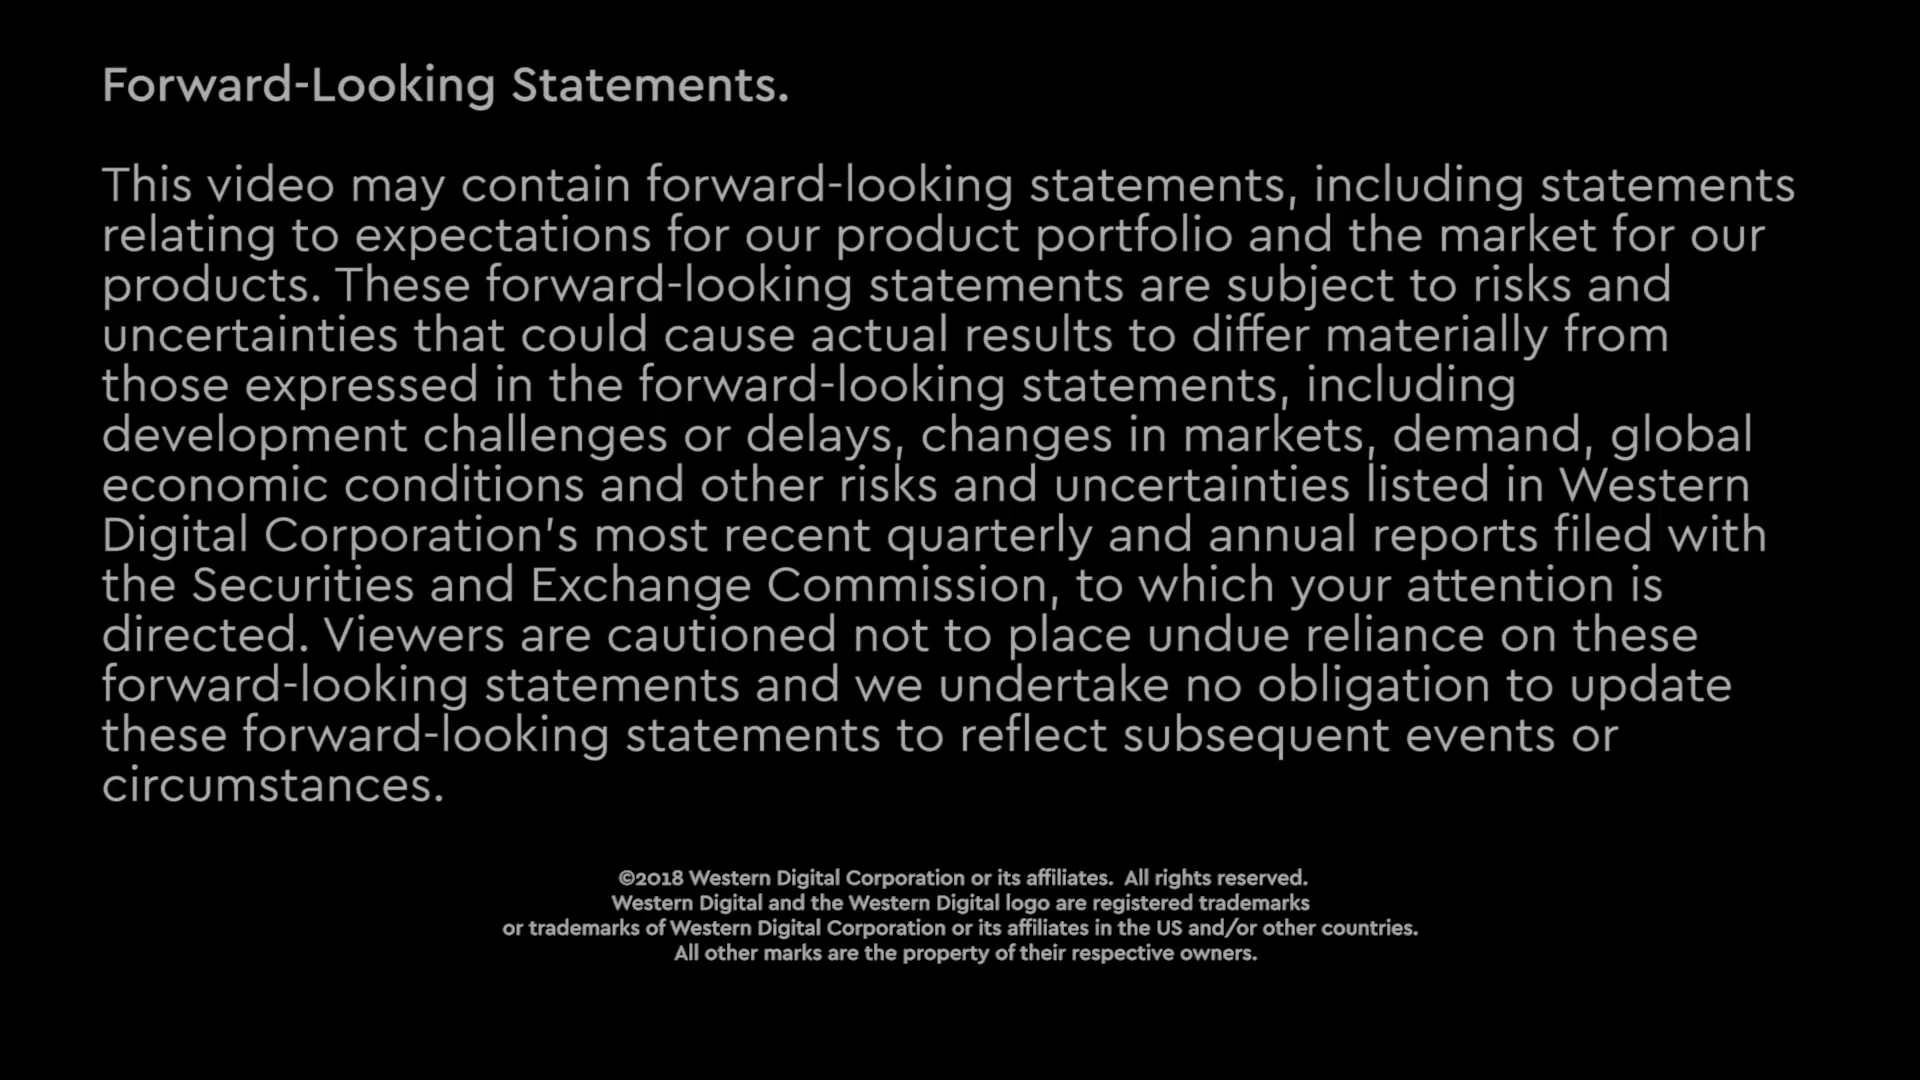 Forward-Looking Statements.
This video may contain forward-looking statements, including statements
relating to expectations for our product portfolio and the market for our
products. These forward-looking statements are subject to risks and
uncertainties that could cause actual results to differ materially from
those expressed in the forward-looking statements, including
development challenges or delays, changes in markets, demand, global
economic conditions and other risks and uncertainties listed in Western
Digital Corporation's most recent quarterly and annual reports filed with
the Securities and Exchange Commission, to which your attention is
directed. Viewers are cautioned not to place undue reliance on these
forward-looking statements and we undertake no obligation to update
these forward-looking statements to reflect subsequent events or
circumstances.
©2018 Western Digital Corporation or its affiliates.  All rights reserved.
Western Digital and the Western Digital logo are registered trademarks
or trademarks of Western Digital Corporation or its affiliates in the US and/or other countries.
All other marks are the property of their respective owners.